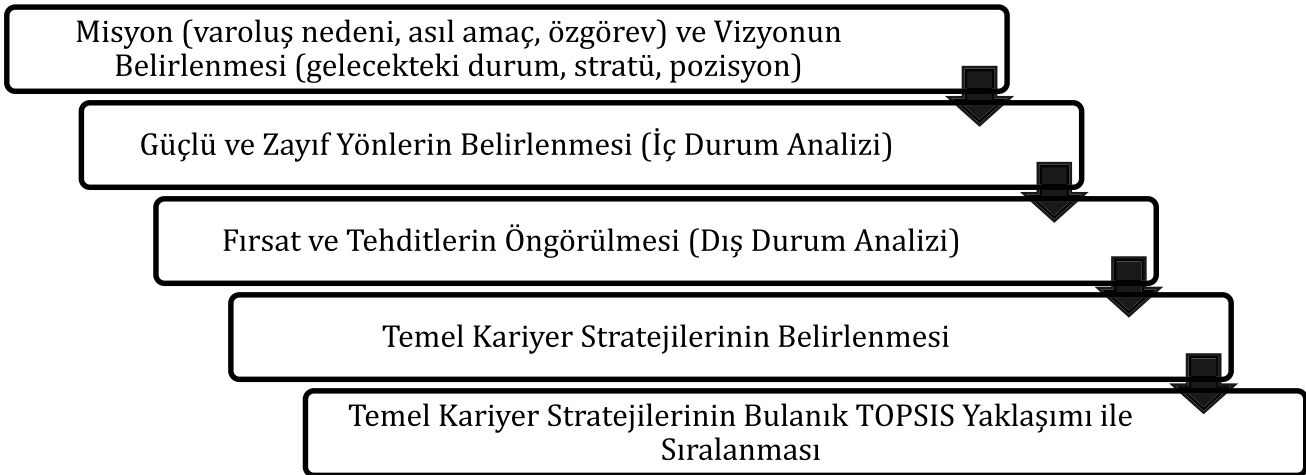 Misyon (varoluş nedeni, asıl amaç, özgörev) ve Vizyonun
Belirlenmesi (gelecekteki durum, stratü, pozisyon)
Güçlü ve Zayıf Yönlerin Belirlenmesi (İç Durum Analizi)
Fırsat ve Tehditlerin Öngörülmesi (Dış Durum Analizi)
Temel Kariyer Stratejilerinin Belirlenmesi
Temel Kariyer Stratejilerinin Bulanık TOPSIS Yaklaşımı ile
Sıralanması